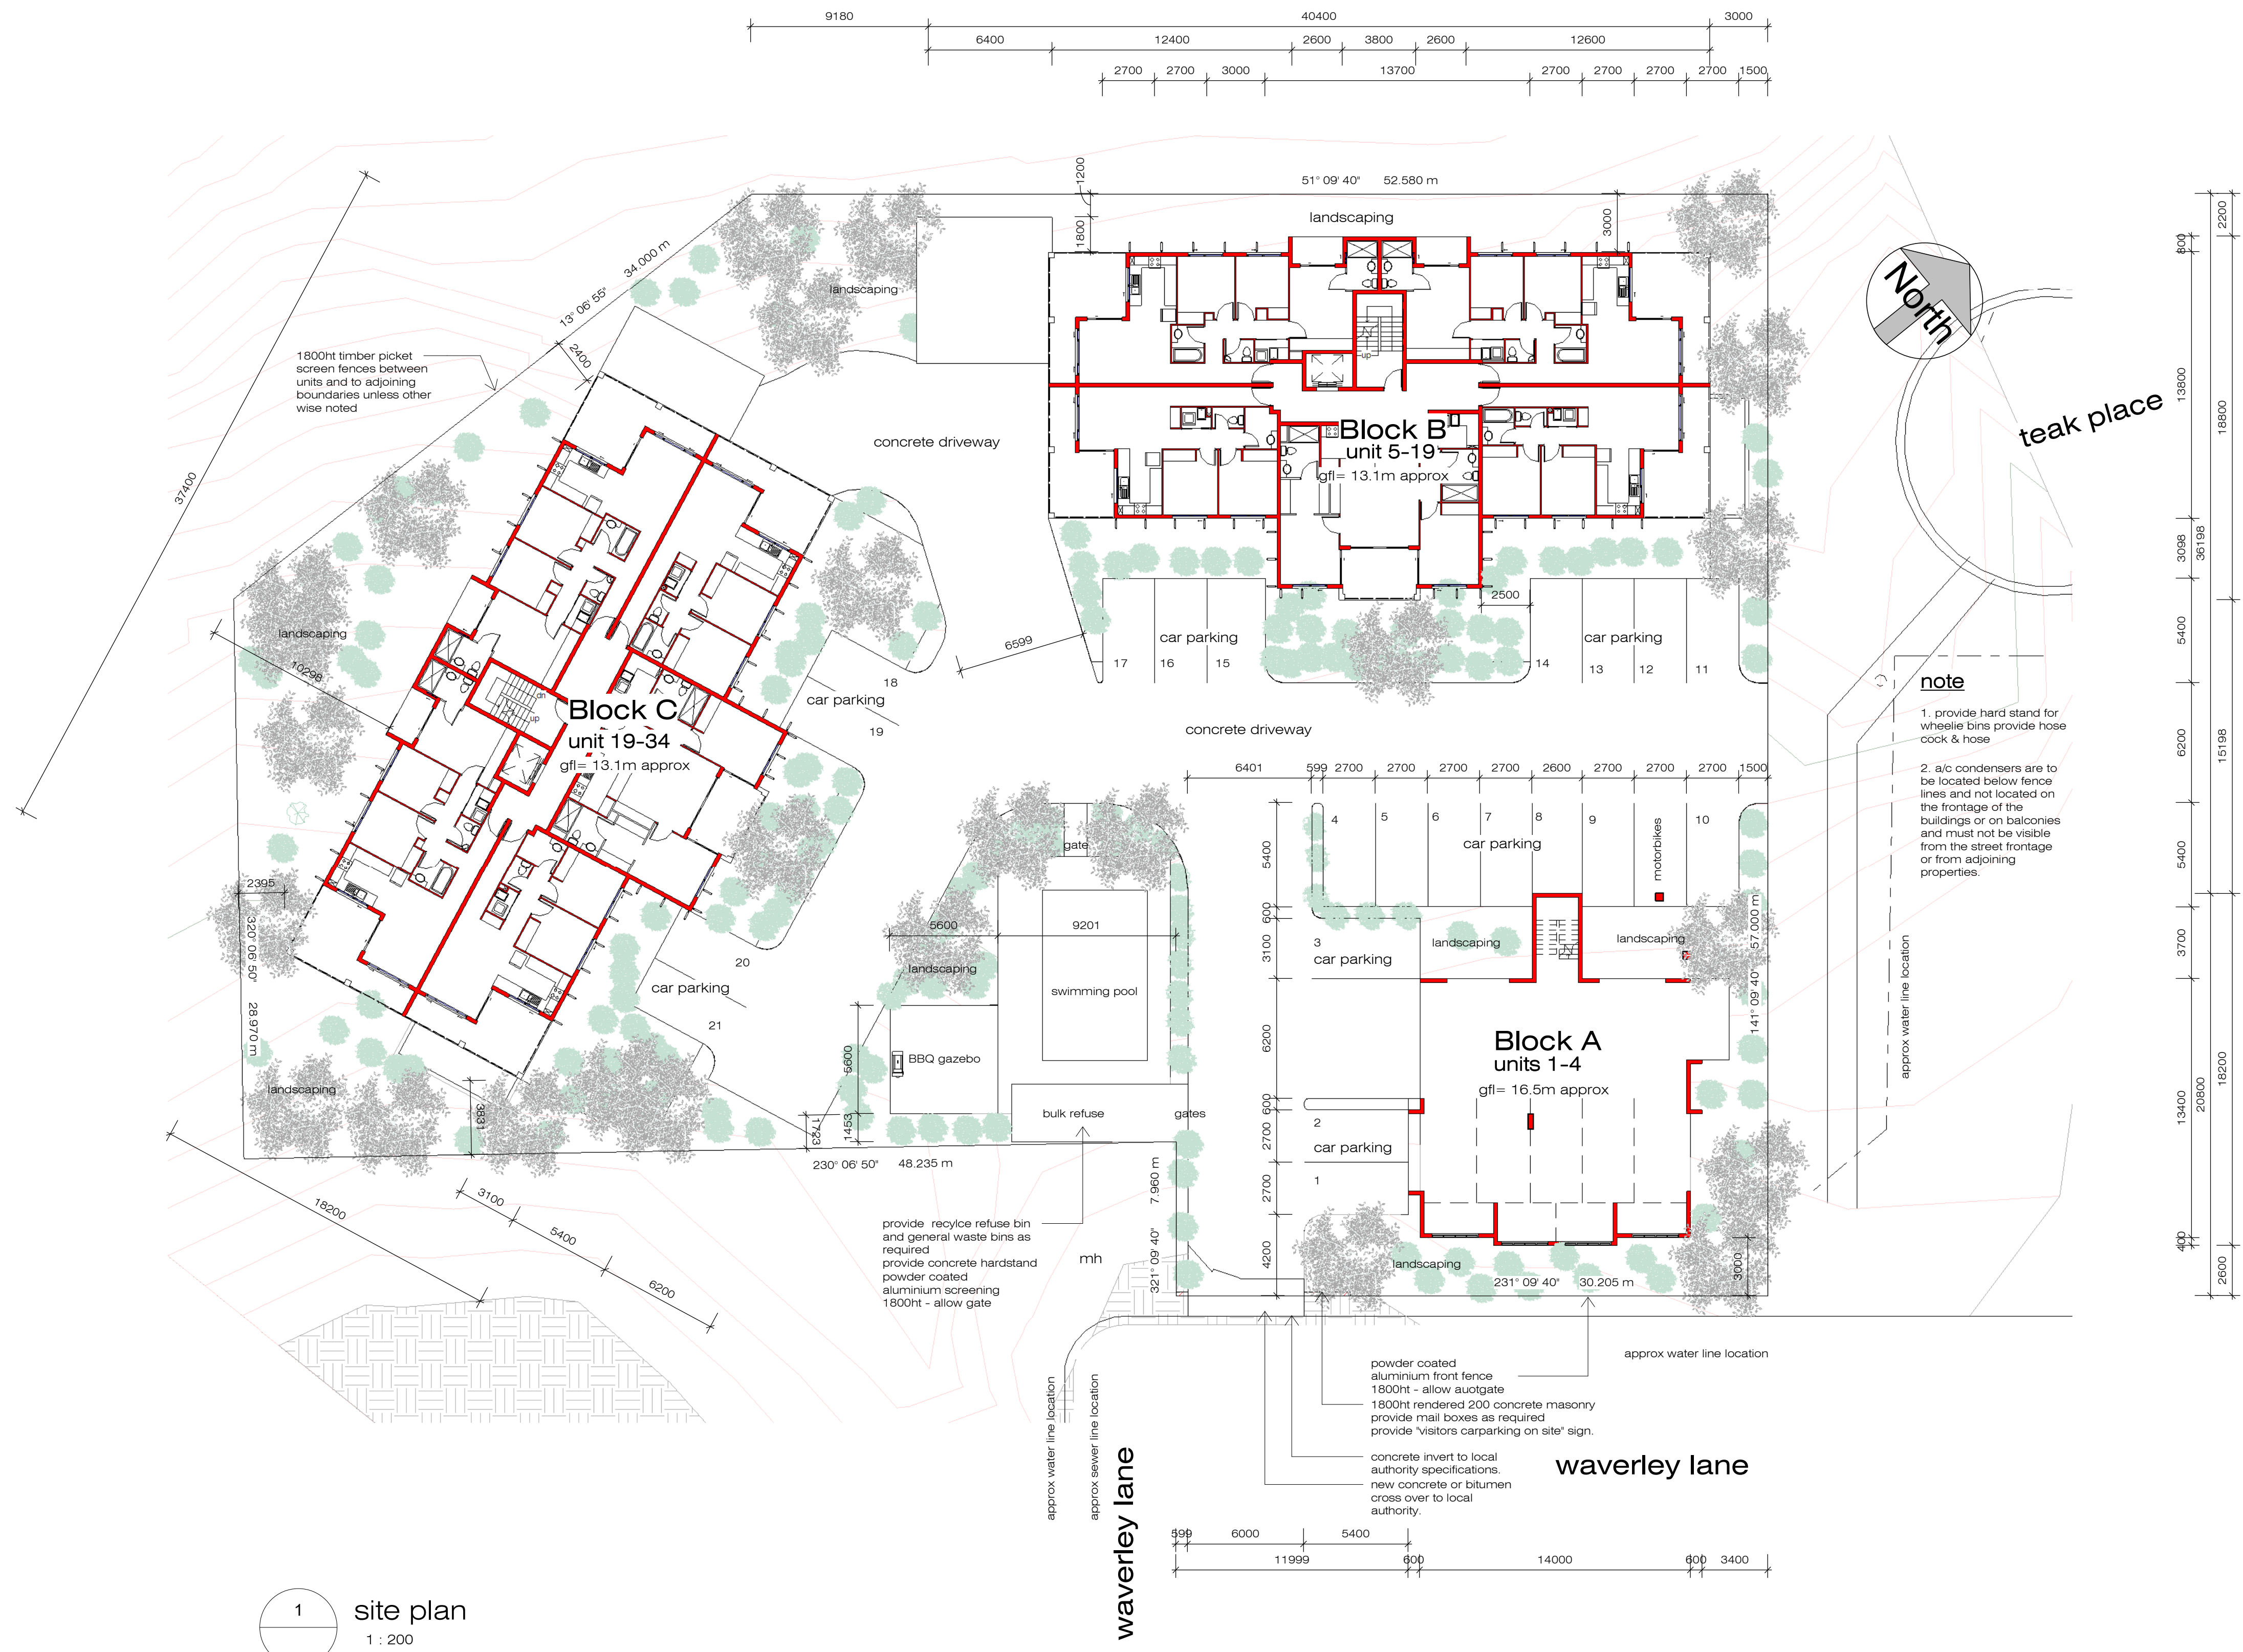 9180
40400
3000
6400
12400
2600
3800
2600
12600
2700
2700
3000
13700
2700
2700
2700
2700
1500
1200
51° 09' 40"  52.580 m
landscaping
1800
3000
34.000 m
13° 06' 55"
landscaping
2400
1800ht timber picket
screen fences between
units and to adjoining
boundaries unless other
wise noted
37400
concrete driveway
up
Block B
unit 5-19
gfl= 13.1m approx
North
teak place
2200
800
13800
18800
3098
36198
5400
6200
15198
5400
3700
18200
13400
20800
400
2600
landscaping
10298
dn
up
Block C
unit 19-34
gfl= 13.1m approx
6599
2500
car parking
17
16
15
car parking
14
13
12
11
18
car parking
19
concrete driveway
note
1. provide hard stand for
wheelie bins provide hose
cock & hose
2. a/c condensers are to
be located below fence
lines and not located on
the frontage of the
buildings or on balconies
and must not be visible
from the street frontage
or from adjoining
properties.
6401
599
2700
2700
2700
2700
2600
2700
2700
2700
1500
4
5
6
7
8
9
motorbikes
10
car parking
gate
5400
600
3100
6200
600
2700
2700
4200
2395
320° 06' 50"  28.970 m
5600
9201
landscaping
swimming pool
3
car parking
landscaping
landscaping
141° 09' 40"  57.000 m
approx water line location
20
car parking
21
BBQ gazebo
5600
Block A
units 1-4
gfl= 16.5m approx
landscaping
3831
1723
1453
bulk refuse
gates
2
car parking
1
230° 06' 50"  48.235 m
7.960 m
321° 09' 40"
18200
3100
5400
6200
provide  recylce refuse bin
and general waste bins as
required
provide concrete hardstand
powder coated
aluminium screening
1800ht - allow gate
mh
landscaping
231° 09' 40"  30.205 m
3000
approx water line location
powder coated
aluminium front fence
1800ht - allow auotgate
1800ht rendered 200 concrete masonry
provide mail boxes as required
provide "visitors carparking on site" sign.
concrete invert to local
authority specifications.
new concrete or bitumen
cross over to local
authority.
approx water line location
approx sewer line location
waverley lane
waverley lane
599
6000
5400
11999
600
14000
600
3400
1
site plan
1 : 200